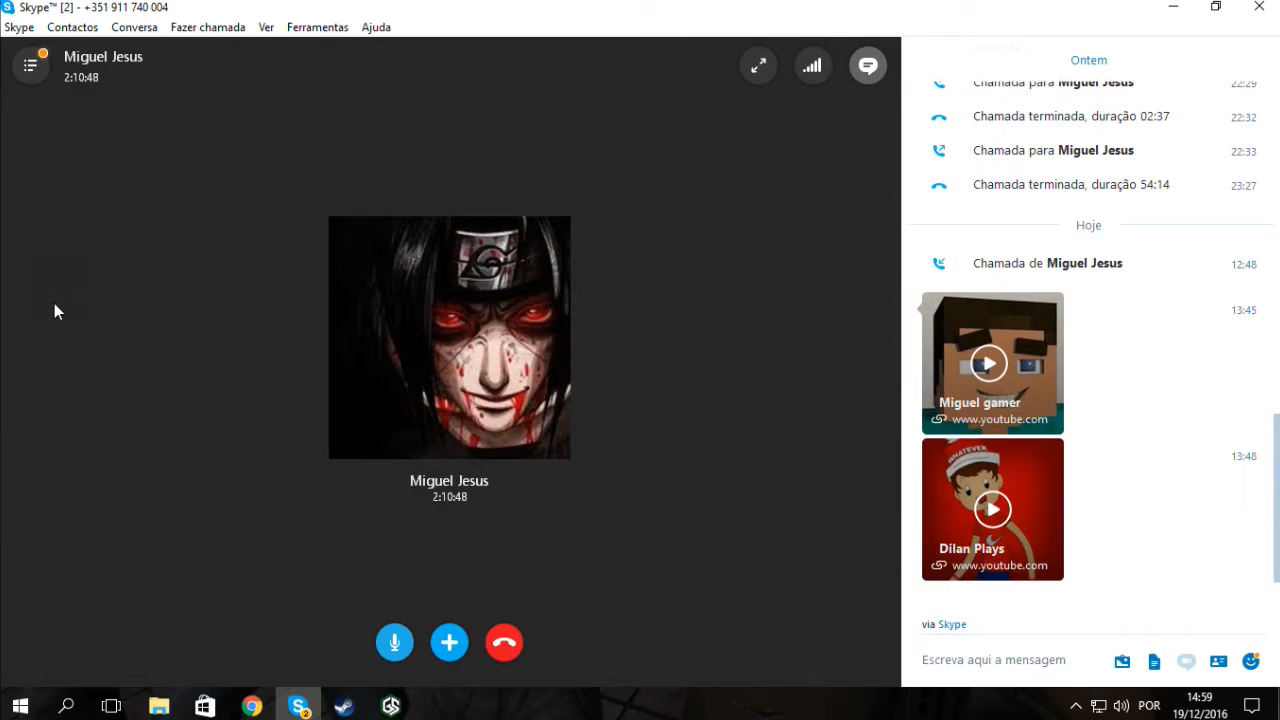 Skype™ [2] - +351 911 740 004
Skype Contactos Conversa Fazer chamada Ver Ferramentas Ajuda
Miguel Jesus
2:10:48
Miguel Jesus
2:10:48
Ontem
Chamada para Miguel Jesus 22:29
Chamada terminada, duração 02:37 22:32
Chamada para Miguel Jesus 22:33
Chamada terminada, duração 54:14 23:27
Hoje
Chamada de Miguel Jesus 12:48
13:45
Miguel gamer
www.youtube.com
WHATEVER
13:48
Dilan Plays
www.youtube.com
via Skype
Escreva aqui a mensagem
2
GS
POR
14:59
19/12/2016